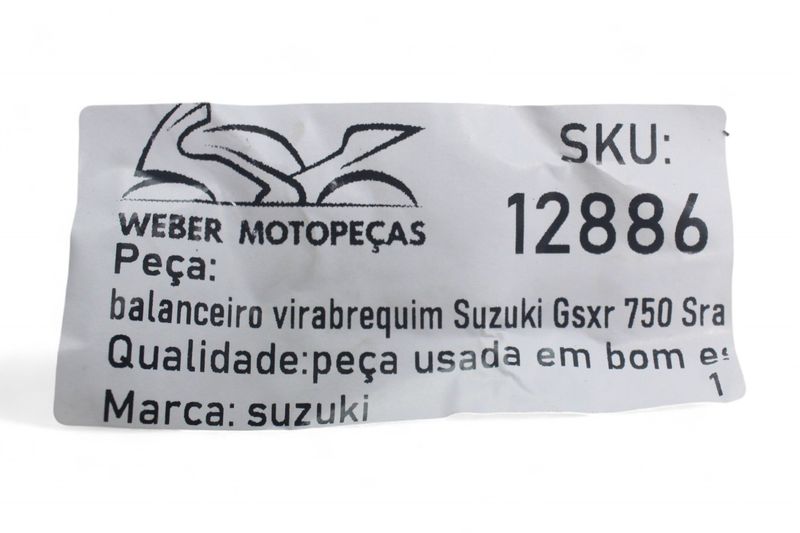 WEBER MOTOPEÇAS
SKU:
12886
Peça:
balanceiro virabrequim Suzuki Gsxr 750 Sra
Qualidade:peça usada em bom es
1
Marca: suzuki